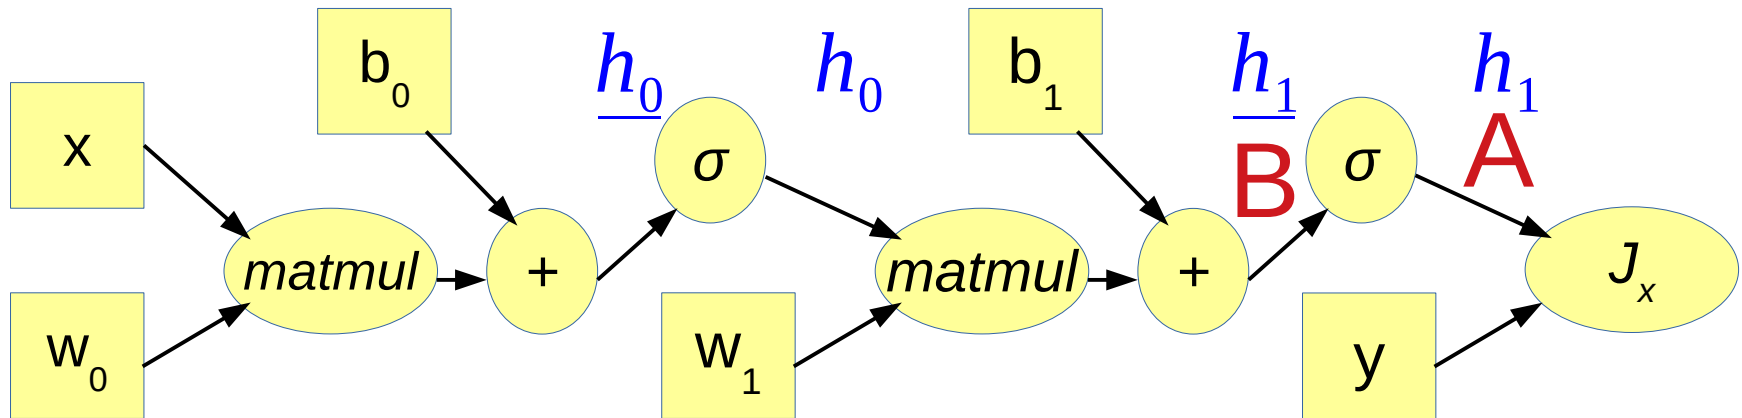 b₀
h₀
h₀
b₁
h₁
h₁
x
σ
B
σ
A
matmul
+
matmul
+
Jₓ
w₀
w₁
y